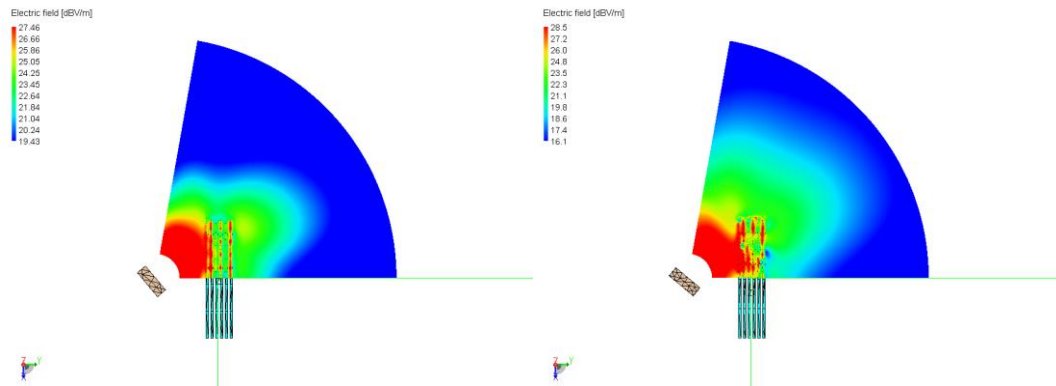 Electric field [dBV/m]
27.46
26.66
25.86
25.05
24.25
23.45
22.64
21.84
21.04
20.24
19.43
Z
Y
X
Electric field [dBV/m]
28.5
27.2
26.0
24.8
23.5
22.3
21.1
19.8
18.6
17.4
16.1
Z
Y
X